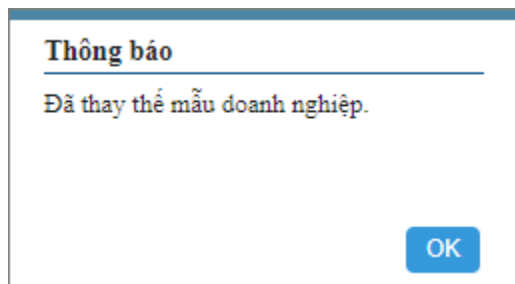 Thông báo
Đã thay thế mẫu doanh nghiệp.
OK